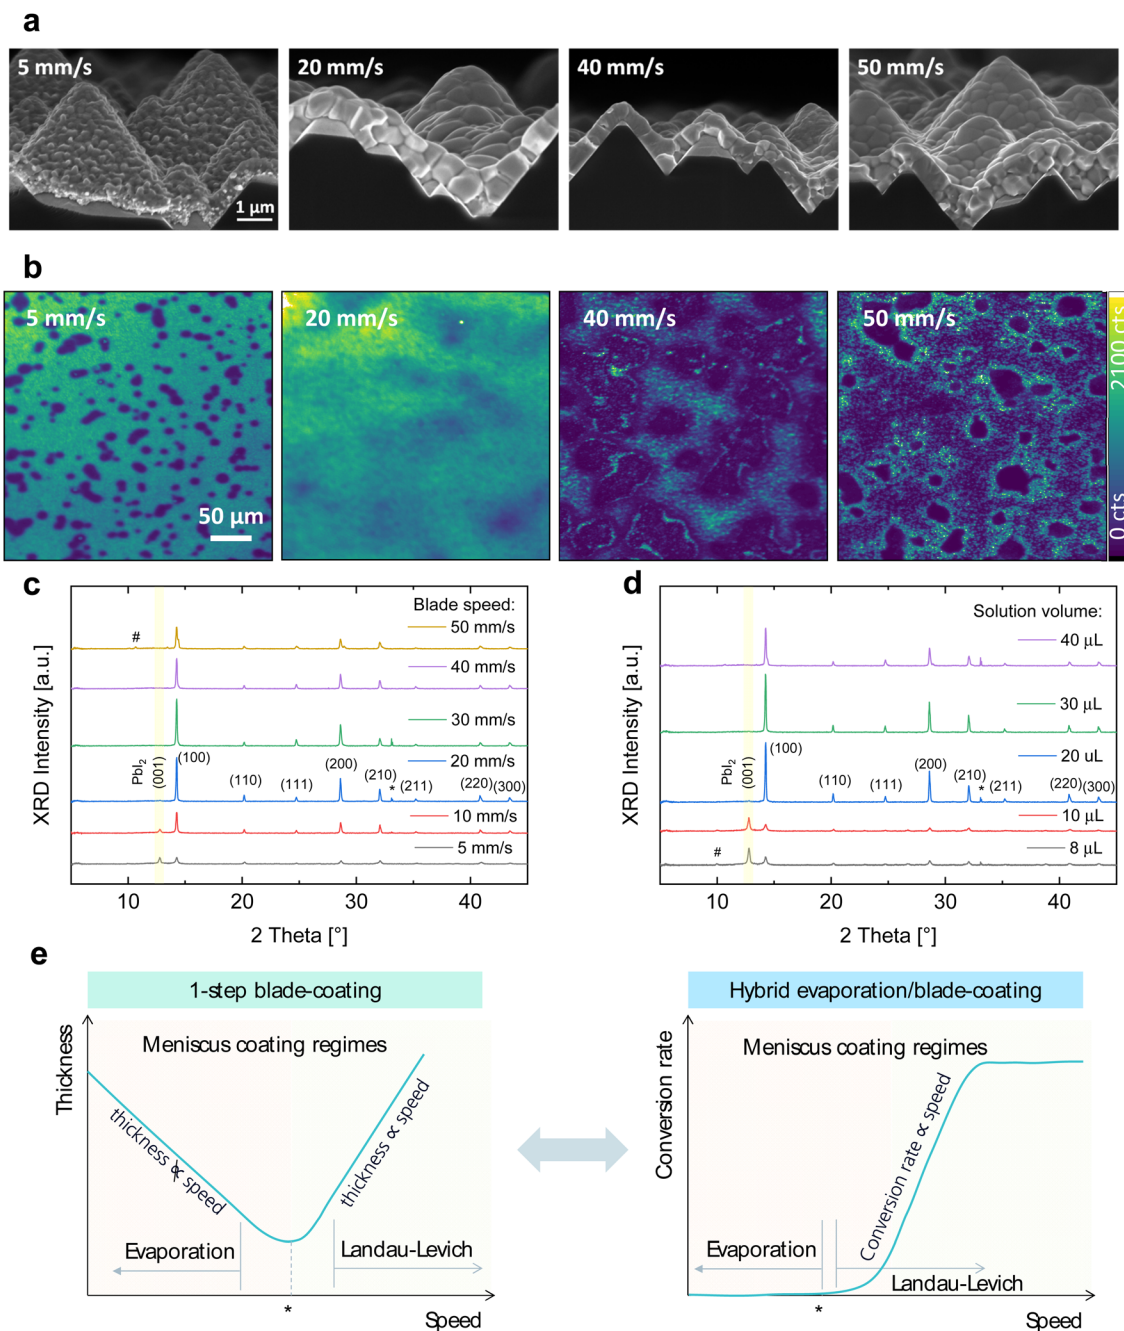 a
5 mm/s
20 mm/s
40 mm/s
50 mm/s
1 μm
b
5 mm/s
20 mm/s
40 mm/s
50 mm/s
50 μm
2100 cts
0 cts
c
Blade speed:
50 mm/s
40 mm/s
30 mm/s
20 mm/s
10 mm/s
5 mm/s
#
PbI2
(001)
(100)
(110)
(111)
(200)
(210)
*
(211)
(220)
(300)
XRD Intensity [a.u.]
10
20
30
40
2 Theta [°]
d
Solution volume:
40 μL
30 μL
20 uL
10 μL
8 μL
#
PbI2
(001)
(100)
(110)
(111)
(200)
(210)
*
(211)
(220)
(300)
XRD Intensity [a.u.]
10
20
30
40
2 Theta [°]
e
1-step blade-coating
Thickness
Meniscus coating regimes
thickness ∝̸ speed
thickness ∝ speed
Evaporation
Landau-Levich
*
Speed
Hybrid evaporation/blade-coating
Conversion rate
Meniscus coating regimes
Conversion rate ∝ speed
Evaporation
Landau-Levich
*
Speed